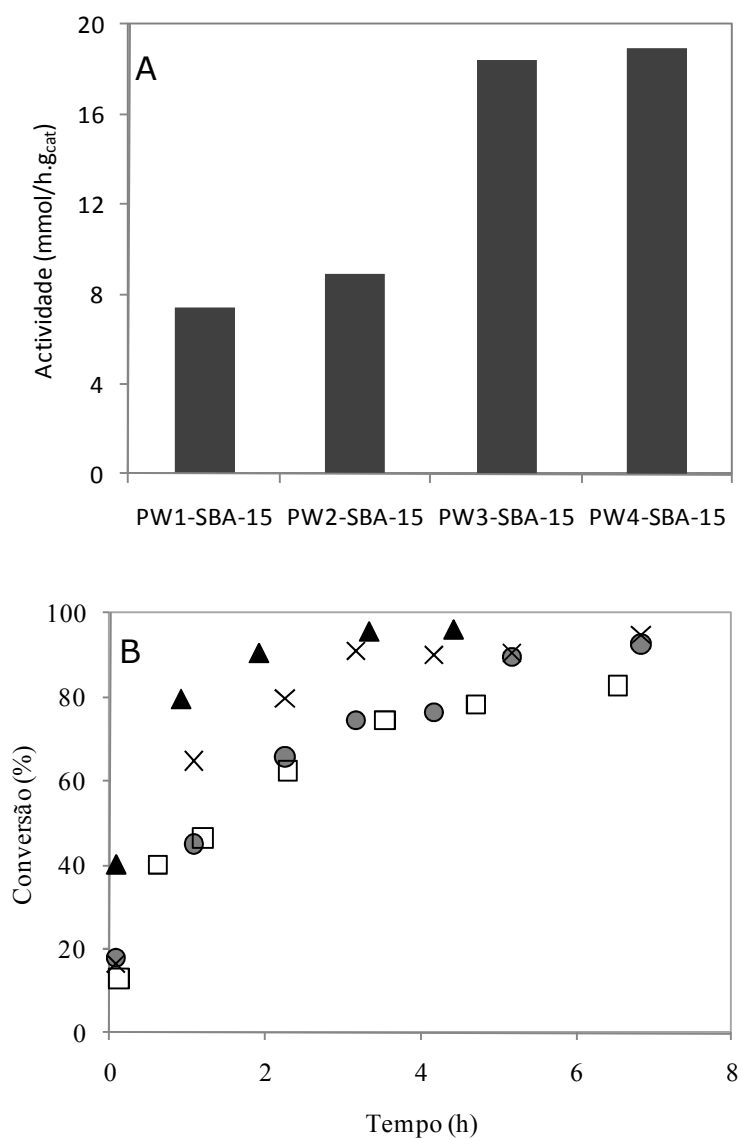 A
Actividade (mmol/h.gcat)
20
16
12
8
4
0
PW1-SBA-15 PW2-SBA-15 PW3-SBA-15 PW4-SBA-15
B
Conversão (%)
100
80
60
40
20
0
0 2 4 6 8
Tempo (h)